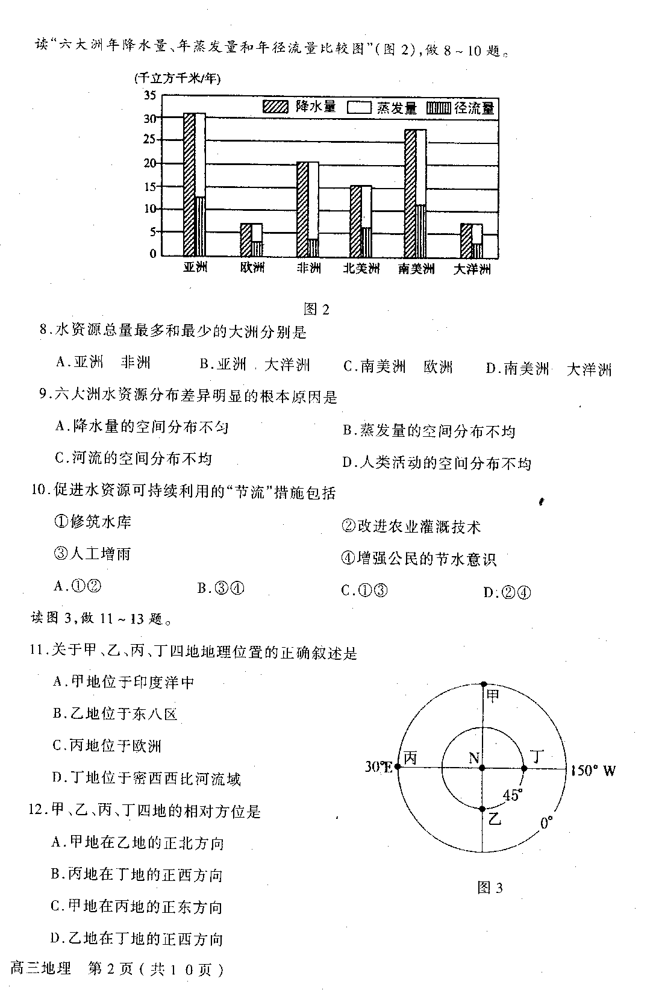 读“六大洲年降水量、年蒸发量和年径流量比较图”(图2),做8~10题。
(千立方千米/年)
35
30
25
20
15
10
5
0
降水量 蒸发量 径流量
亚洲 欧洲 非洲 北美洲 南美洲 大洋洲
图2
8.水资源总量最多和最少的大洲分别是
A.亚洲 非洲 B.亚洲 大洋洲 C.南美洲 欧洲 D.南美洲 大洋洲
9.六大洲水资源分布差异明显的根本原因是
A.降水量的空间分布不匀 B.蒸发量的空间分布不均
C.河流的空间分布不均 D.人类活动的空间分布不均
10.促进水资源可持续利用的“节流”措施包括
①修筑水库 ②改进农业灌溉技术
③人工增雨 ④增强公民的节水意识
A.①② B.③④ C.①③ D.②④
读图3,做11~13题。
11.关于甲、乙、丙、丁四地地理位置的正确叙述是
A.甲地位于印度洋中
B.乙地位于东八区
C.丙地位于欧洲
D.丁地位于密西西比河流域
12.甲、乙、丙、丁四地的相对方位是
A.甲地在乙地的正北方向
B.丙地在丁地的正西方向
C.甲地在丙地的正东方向
D.乙地在丁地的正西方向
甲
丙 N 丁
30°E 150° W
45°
乙 0°
图3
高三地理 第2页(共10页)